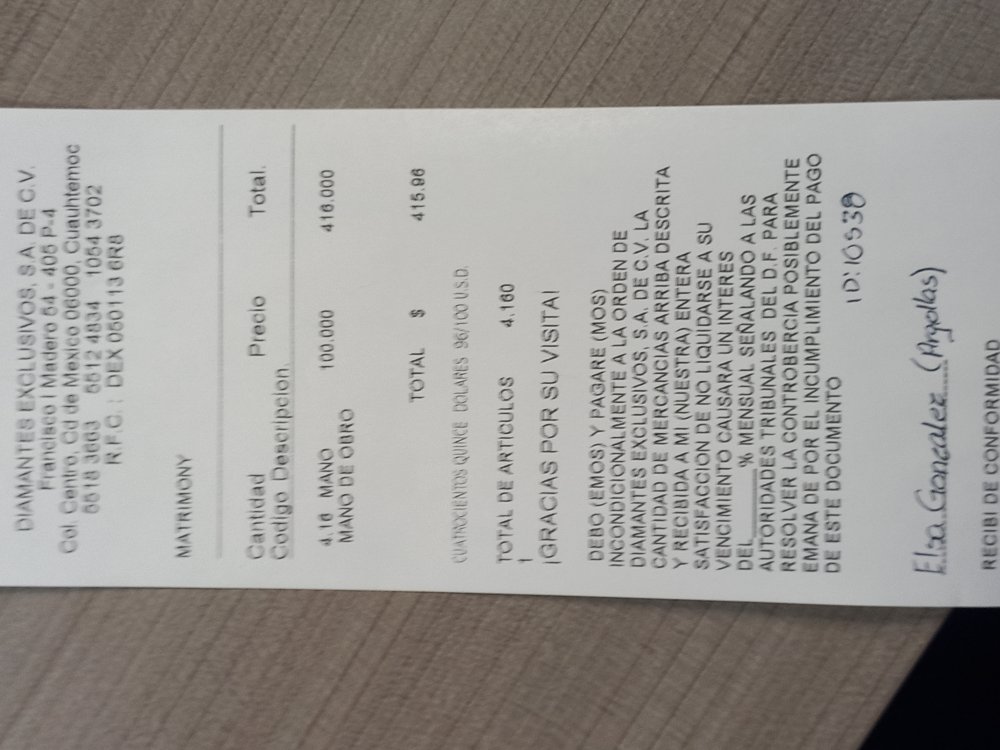 DIAMANTES EXCLUSIVOS, S.A. DE C.V.
Francisco I Madero 54 - 405 P-4
Col. Centro, Cd de Mexico 06000, Cuauhtemoc
5518 3663 5512 4834 1054 3702
R.F.C. : DEX 050113 6R8
MATRIMONY
Cantidad Precio Total.
Codigo Descripcion.
4.16 MANO 100.000 416.000
MANO DE OBRO
TOTAL $ 415.96
CUATROCIENTOS QUINCE DOLARES 96/100 U.S.D.
TOTAL DE ARTICULOS 4.160
1
¡GRACIAS POR SU VISITA!
DEBO (EMOS) Y PAGARE (MOS)
INCONDICIONALMENTE A LA ORDEN DE
DIAMANTES EXCLUSIVOS, S.A. DE C.V. LA
CANTIDAD DE MERCANCIAS ARRIBA DESCRITA
Y RECIBIDA A MI (NUESTRA) ENTERA
SATISFACCION DE NO LIQUIDARSE A SU
VENCIMIENTO CAUSARA UN INTERES
DEL______% MENSUAL SEÑALANDO A LAS
AUTORIDADES TRIBUNALES DEL D.F. PARA
RESOLVER LA CONTROBERCIA POSIBLEMENTE
EMANA DE POR EL INCUMPLIMIENTO DEL PAGO
DE ESTE DOCUMENTO
ID: 10539
Elsa Gonzalez (Argollas)
RECIBI DE CONFORMIDAD